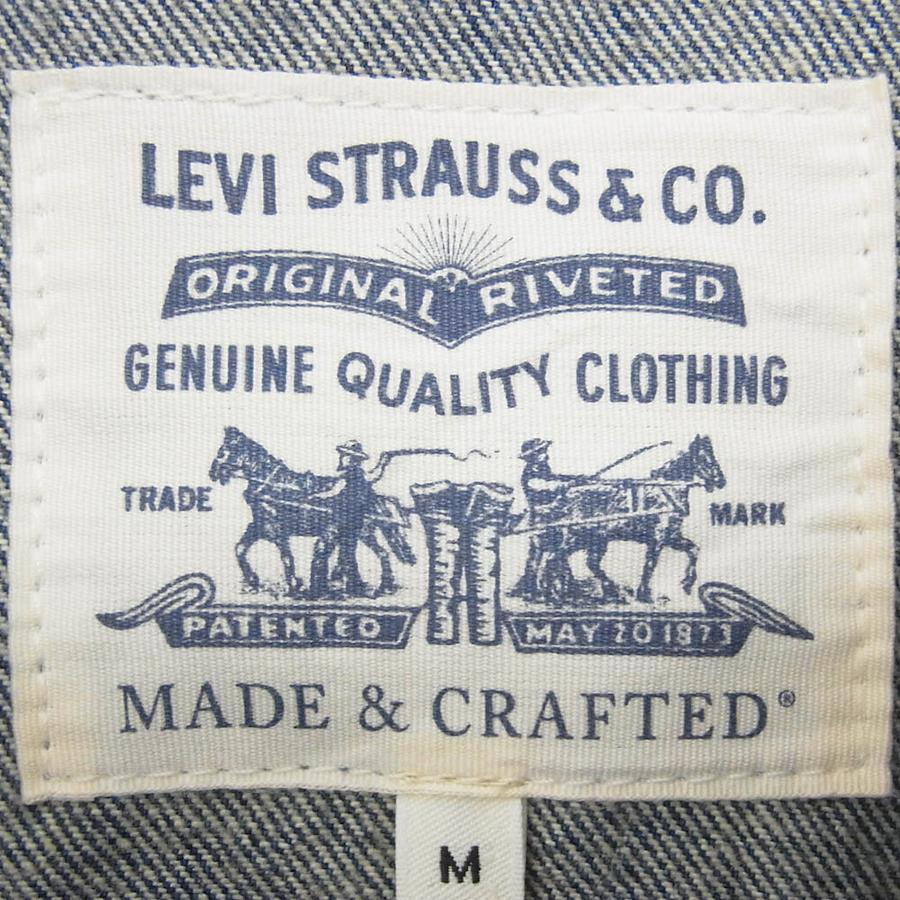 LEVI STRAUSS & CO.
ORIGINAL RIVETED
GENUINE QUALITY CLOTHING
TRADE MARK
PATENTED MAY 20 1873
MADE & CRAFTED®
M